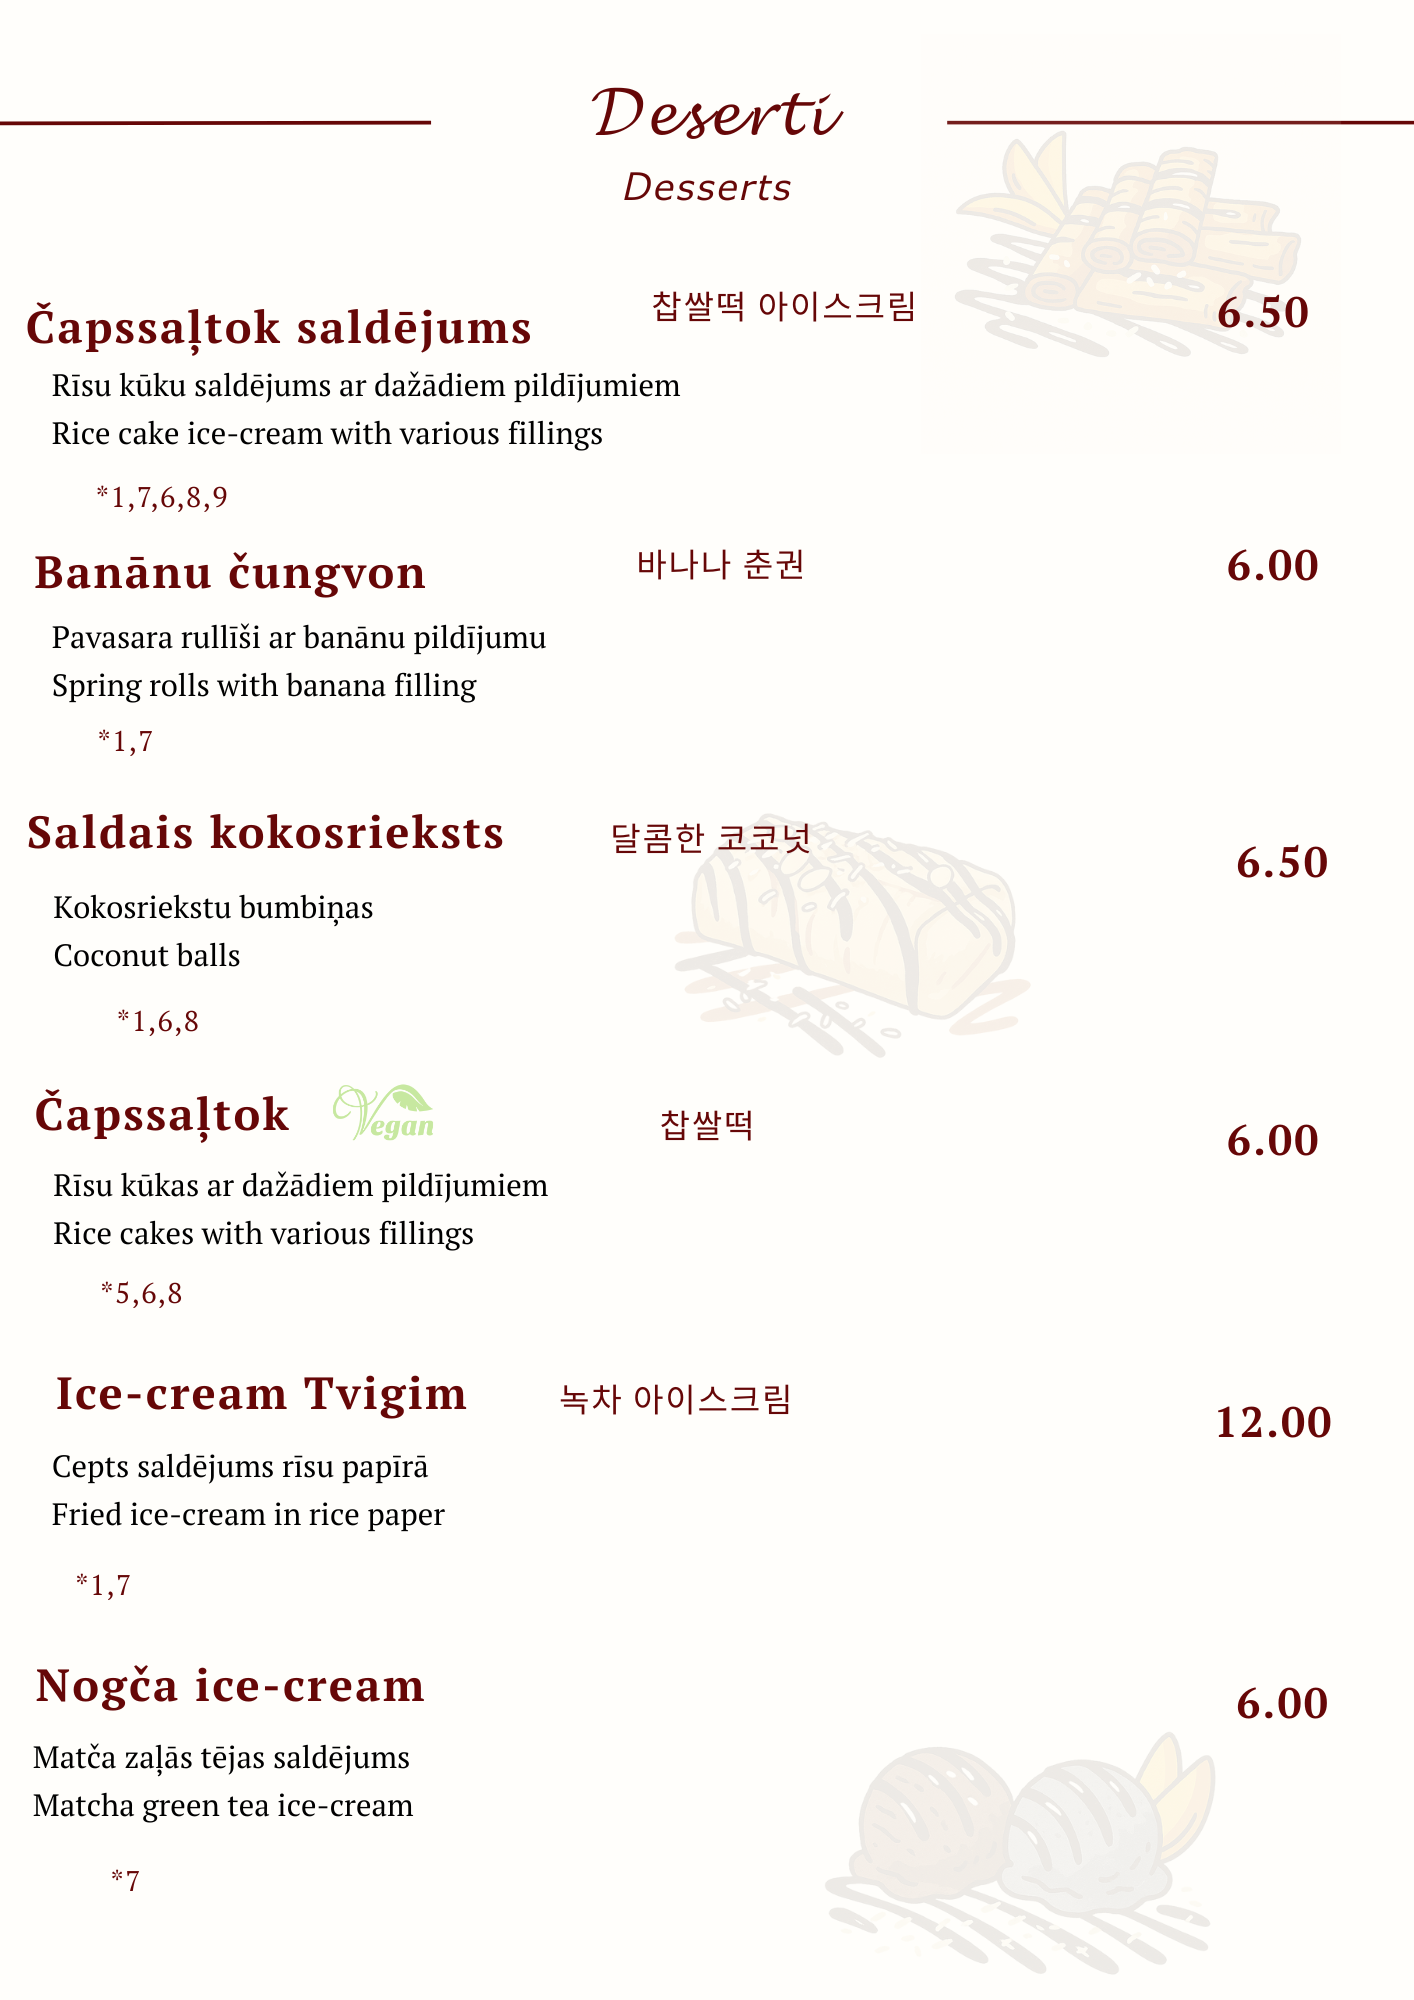 Deserti
Desserts
Čapssaļtok saldējums
찹쌀떡 아이스크림
6.50
Rīsu kūku saldējums ar dažādiem pildījumiem
Rice cake ice-cream with various fillings
*1,7,6,8,9
Banānu čungvon
바나나 춘권
6.00
Pavasara rullīši ar banānu pildījumu
Spring rolls with banana filling
*1,7
Saldais kokosrieksts
달콤한 코코넛
6.50
Kokosriekstu bumbiņas
Coconut balls
*1,6,8
Čapssaļtok
Vegan
찹쌀떡
6.00
Rīsu kūkas ar dažādiem pildījumiem
Rice cakes with various fillings
*5,6,8
Ice-cream Tvigim
녹차 아이스크림
12.00
Cepts saldējums rīsu papīrā
Fried ice-cream in rice paper
*1,7
Nogča ice-cream
6.00
Matča zaļās tējas saldējums
Matcha green tea ice-cream
*7